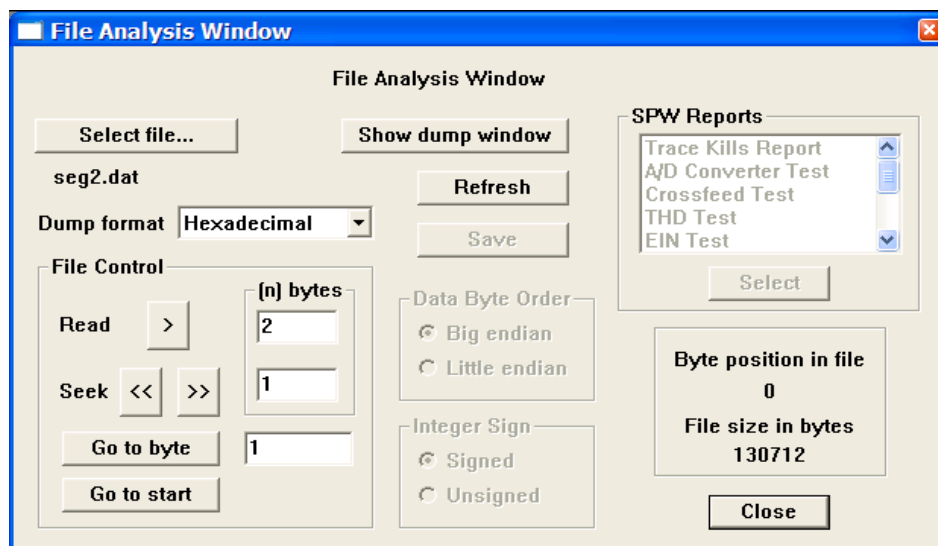 File Analysis Window
File Analysis Window
Select file...
Show dump window
seg2.dat
Refresh
Dump format Hexadecimal
Save
SPW Reports
Trace Kills Report
A/D Converter Test
Crossfeed Test
THD Test
EIN Test
Select
File Control
(n) bytes
Read > 2
Seek << >> 1
Go to byte 1
Go to start
Data Byte Order
Big endian
Little endian
Integer Sign
Signed
Unsigned
Byte position in file
0
File size in bytes
130712
Close